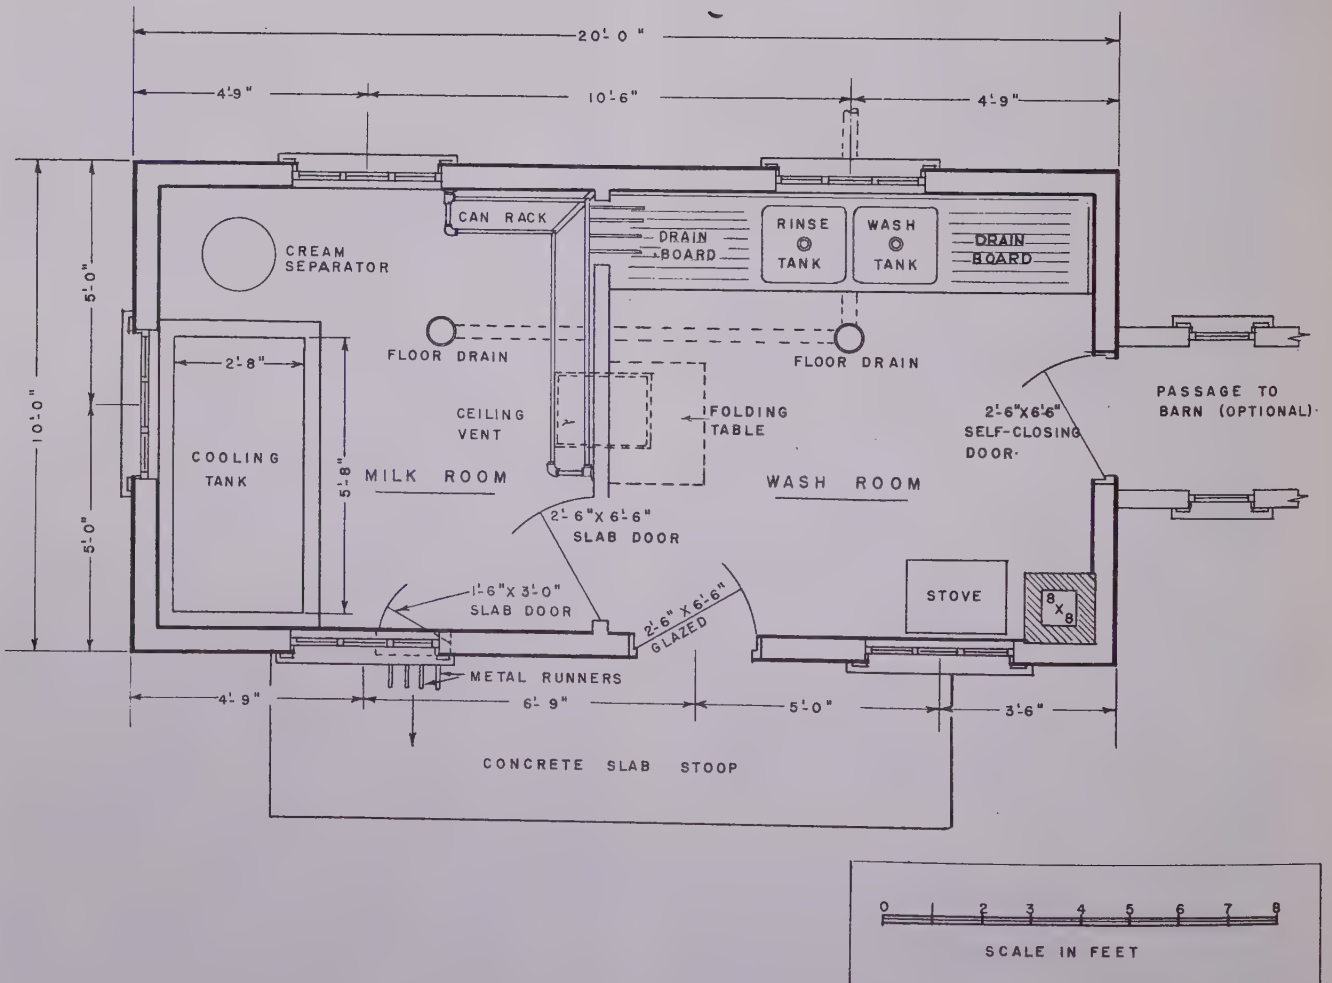 20'-0"
4'-9" 10'-6" 4'-9"
CAN RACK
RINSE
TANK
WASH
TANK
DRAIN
BOARD
DRAIN
BOARD
CREAM
SEPARATOR
5'-0"
10'-0"
5'-0"
2'-8"
FLOOR DRAIN
FLOOR DRAIN
5'-8"
CEILING
VENT
FOLDING
TABLE
2'-6"X6'-6"
SELF-CLOSING
DOOR.
PASSAGE TO
BARN (OPTIONAL).
COOLING
TANK
MILK ROOM
WASH ROOM
2'-6"X 6'-6"
SLAB DOOR
1'-6"X 3'-0"
SLAB DOOR
2'-6" X 6'-6"
GLAZED
STOVE
8
X
8
METAL RUNNERS
4'-9" 6'-9" 5'-0" 3'-6"
CONCRETE SLAB STOOP
0 1 2 3 4 5 6 7 8
SCALE IN FEET